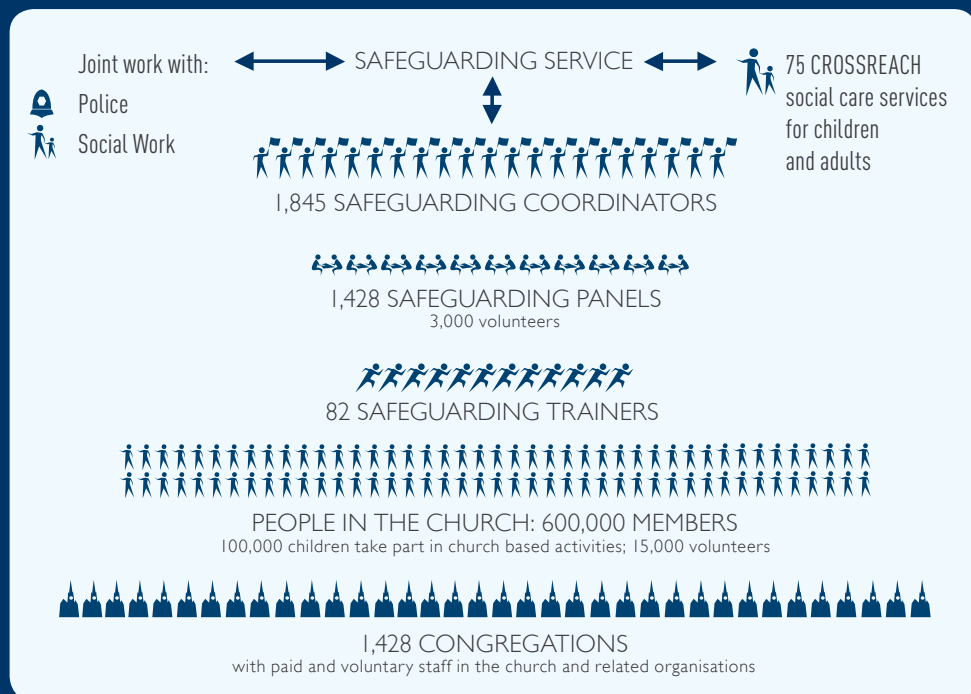 Joint work with:
Police
Social Work
SAFEGUARDING SERVICE
75 CROSSREACH
social care services
for children
and adults
1,845 SAFEGUARDING COORDINATORS
1,428 SAFEGUARDING PANELS
3,000 volunteers
82 SAFEGUARDING TRAINERS
PEOPLE IN THE CHURCH: 600,000 MEMBERS
100,000 children take part in church based activities; 15,000 volunteers
1,428 CONGREGATIONS
with paid and voluntary staff in the church and related organisations